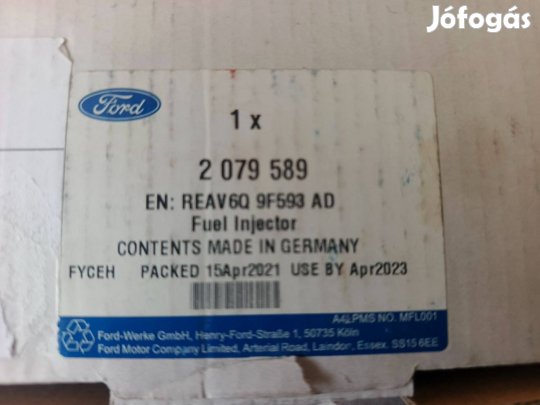 Jófogás
Ford
1 x
2 079 589
EN: REAV6Q 9F593 AD
Fuel Injector
CONTENTS MADE IN GERMANY
FYCEH PACKED 15Apr2021 USE BY Apr2023
A4LPMS NO. MFL001
Ford-Werke GmbH, Henry-Ford-Straße 1, 50735 Köln
Ford Motor Company Limited, Arterial Road, Laindon, Essex. SS15 6EE